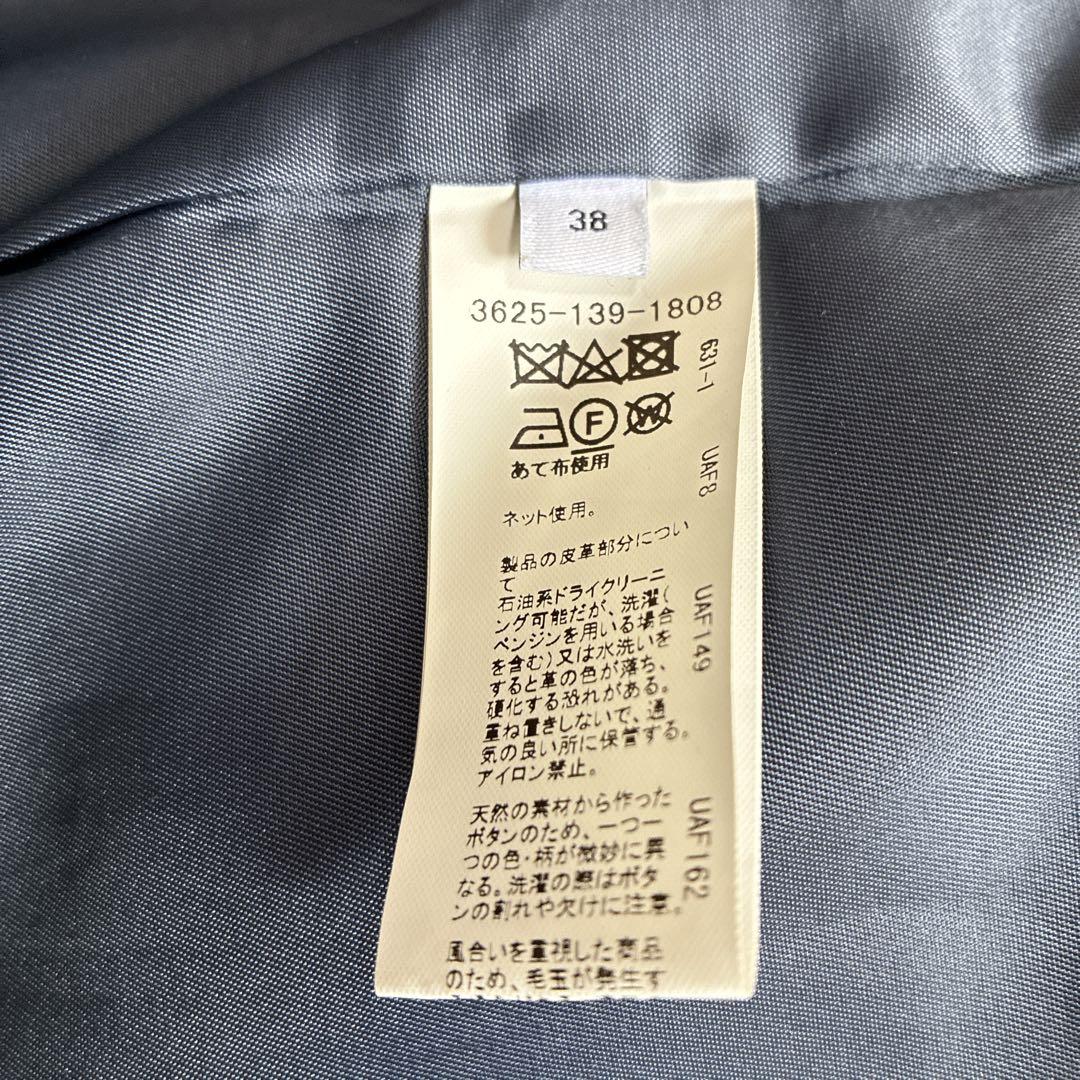 38
3625-139-1808
F
W
あて布使用
ネット使用。
製品の皮革部分につい
て
石油系ドライクリーニ
ング可能だが、洗濯(
ベンジンを用いる場合
を含む)又は水洗いを
すると革の色が落ち、
硬化する恐れがある。
重ね置きしないで、通
気の良い所に保管する。
アイロン禁止。
天然の素材から作った
ボタンのため、一つ一
つの色・柄が微妙に異
なる。洗濯の際はボタ
ンの割れや欠けに注意。
風合いを重視した商品
のため、毛玉が発生す
631-1
UAF8
UAF149
UAF162